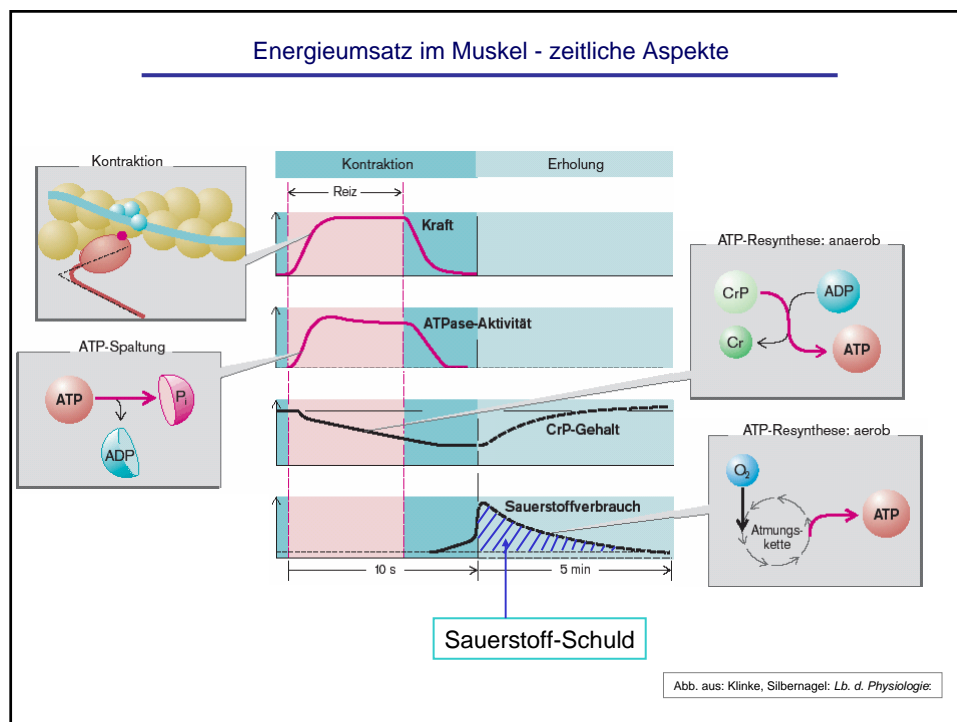 Energieumsatz im Muskel - zeitliche Aspekte
Kontraktion
Kontraktion
Erholung
Reiz
Kraft
ATPase-Aktivität
ATP-Spaltung
ATP
Pi
ADP
CrP-Gehalt
Sauerstoffverbrauch
10 s
5 min
ATP-Resynthese: anaerob
CrP
ADP
Cr
ATP
ATP-Resynthese: aerob
O2
Atmungs-
kette
ATP
Sauerstoff-Schuld
Abb. aus: Klinke, Silbernagel: Lb. d. Physiologie: